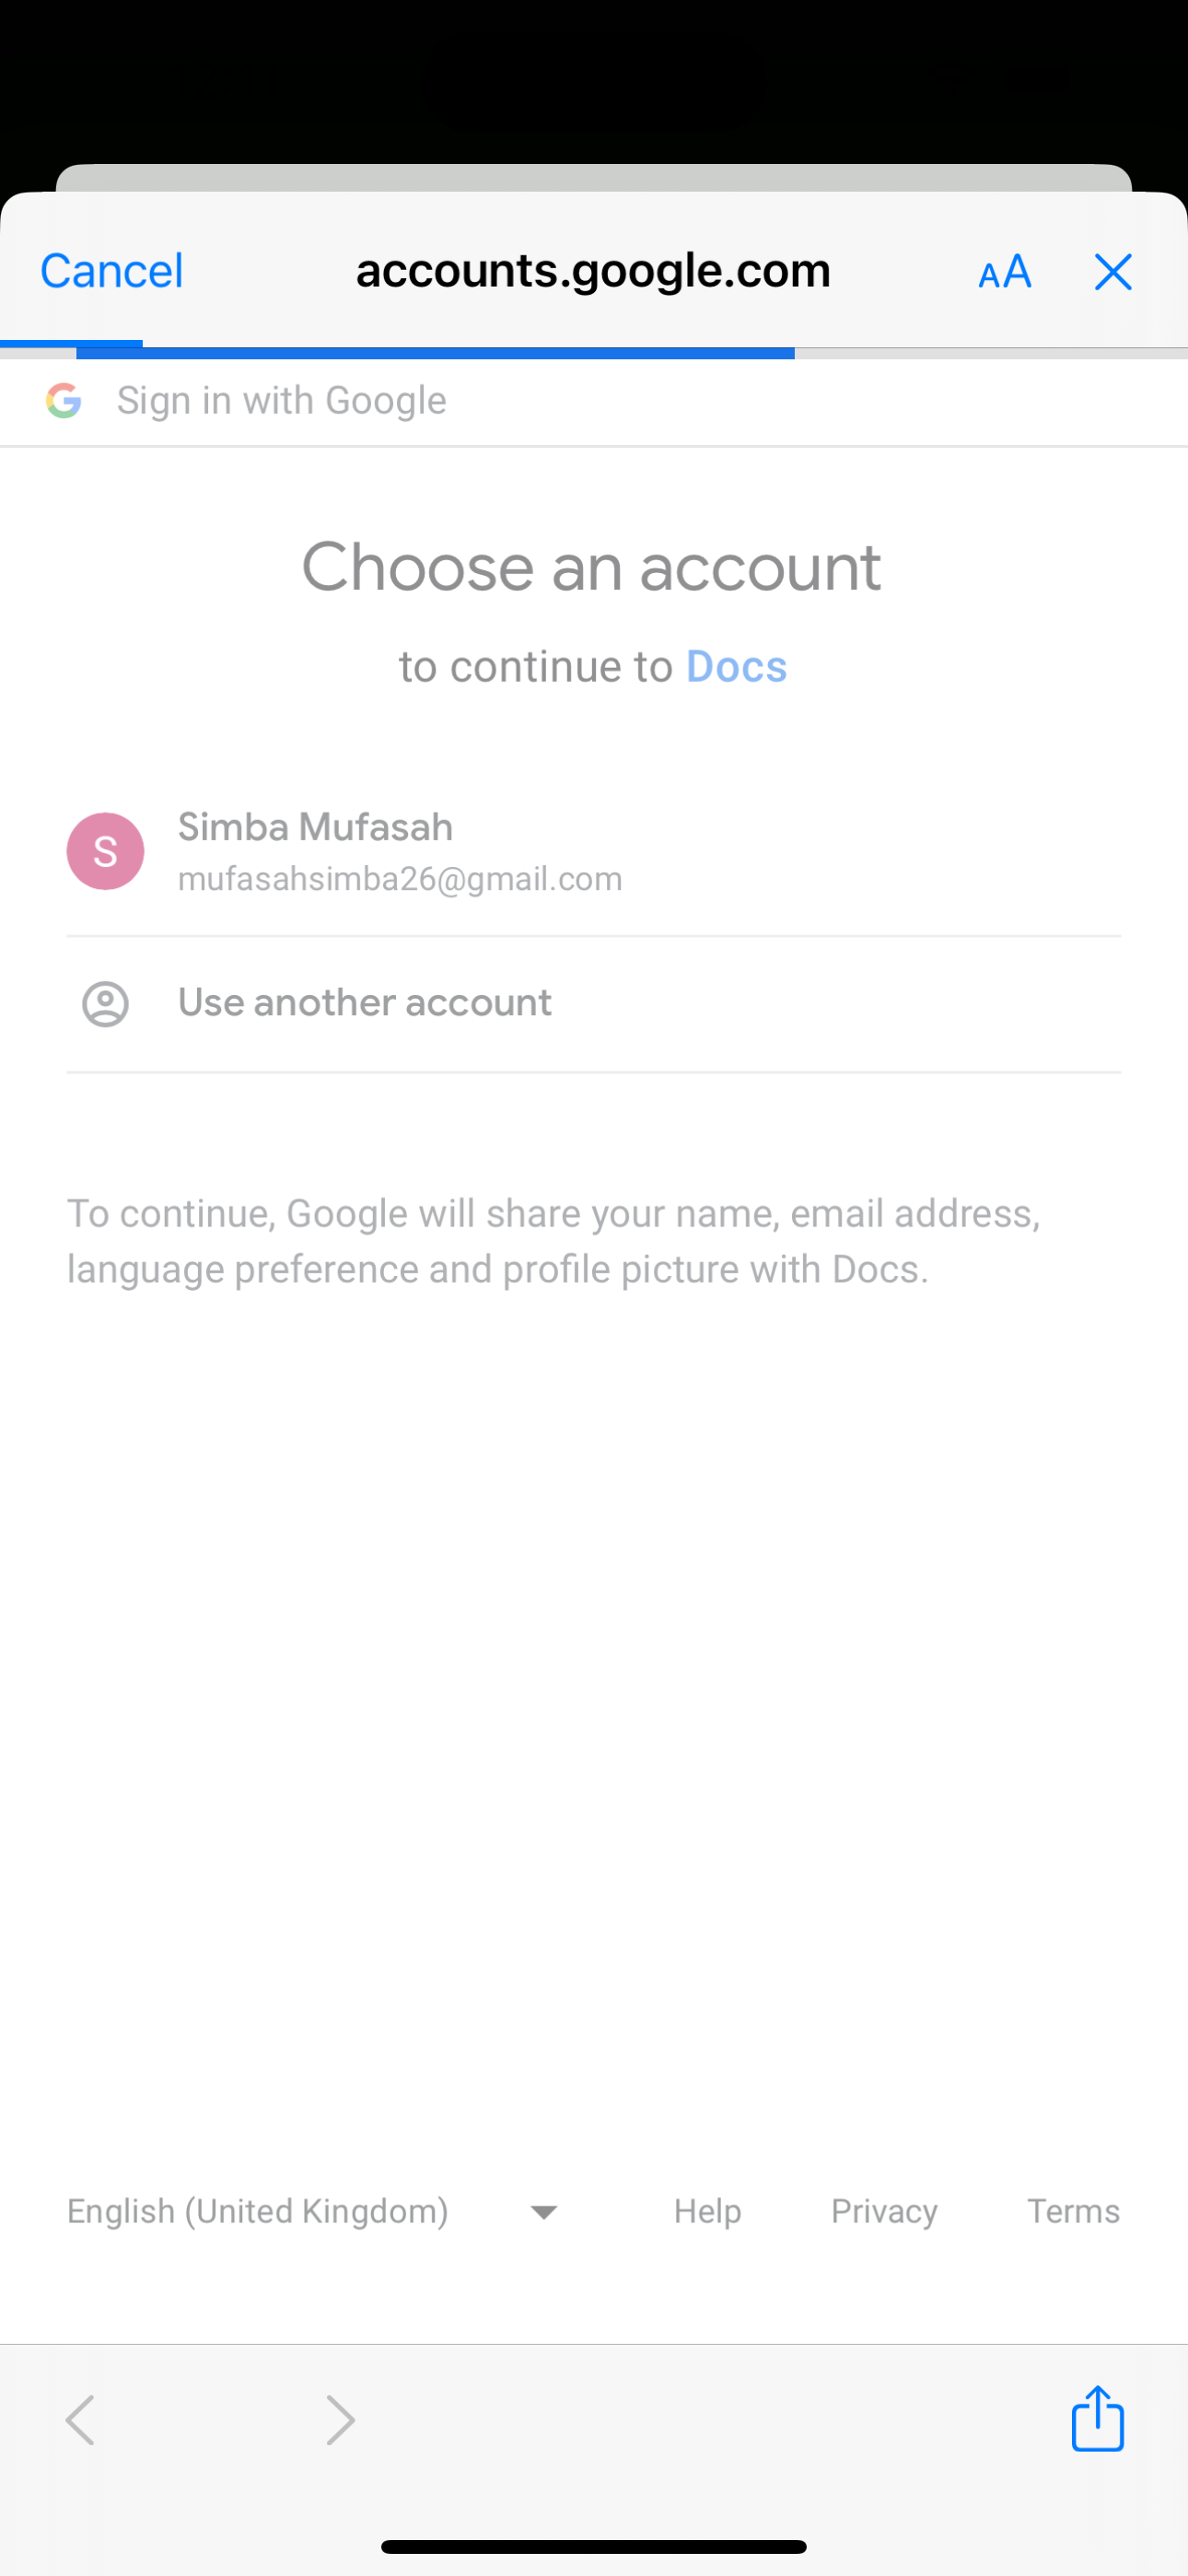 Cancel
accounts.google.com
AA
Sign in with Google
Choose an account
to continue to Docs
S
Simba Mufasah
mufasahsimba26@gmail.com
Use another account
To continue, Google will share your name, email address,
language preference and profile picture with Docs.
English (United Kingdom)
Help
Privacy
Terms